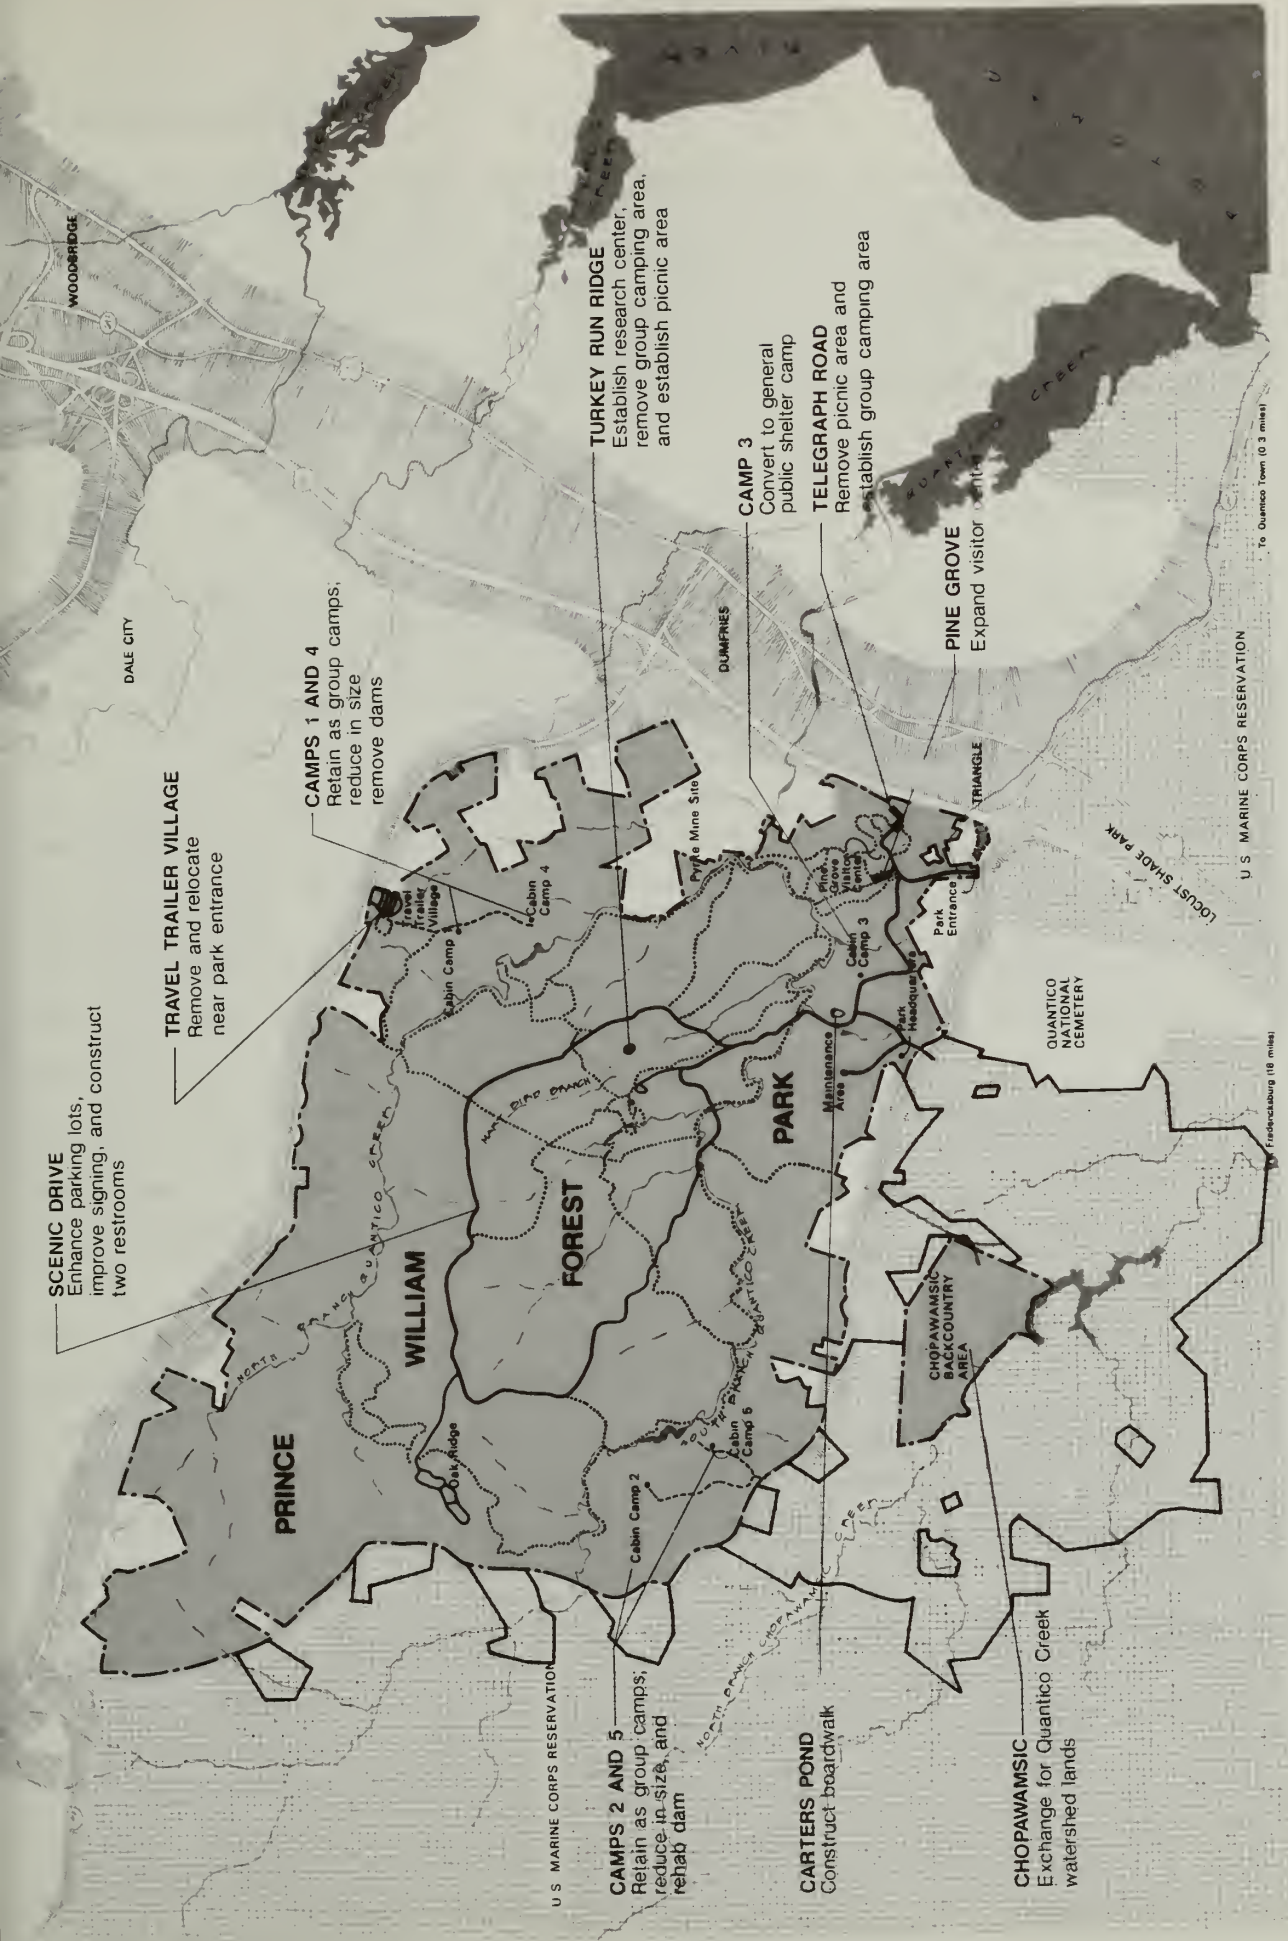 SCENIC DRIVE
Enhance parking lots,
improve signing, and construct
two restrooms
TRAVEL TRAILER VILLAGE
Remove and relocate
near park entrance
CAMPS 1 AND 4
Retain as group camps;
reduce in size
remove dams
DALE CITY
WOODBRIDGE
TURKEY RUN RIDGE
Establish research center,
remove group camping area,
and establish picnic area
CAMP 3
Convert to general
public shelter camp
TELEGRAPH ROAD
Remove picnic area and
establish group camping area
PINE GROVE
Expand visitor center
DUMFRIES
TRIANGLE
U S MARINE CORPS RESERVATION
To Quantico Town (0.3 miles)
LOCUST SHADE PARK
QUANTICO CREEK
Travel
Trailer
Village
Cabin Camp 1
Cabin
Camp 4
Pyrite Mine Site
Pine
Grove
Visitor
Center
Park
Entrance
Cabin
Camp 3
Park
Headquarters
Maintenance
Area
QUANTICO
NATIONAL
CEMETERY
Fredericksburg (18 miles)
PRINCE
WILLIAM
FOREST
PARK
NORTH BRANCH QUANTICO CREEK
MARY BIRD BRANCH
SOUTH BRANCH QUANTICO CREEK
Oak Ridge
Cabin Camp 2
Cabin
Camp 5
CHOPAWAMSIC
BACKCOUNTRY
AREA
NORTH BRANCH CHOPAWAMSIC CREEK
U S MARINE CORPS RESERVATION
CAMPS 2 AND 5
Retain as group camps;
reduce in size, and
rehab dam
CARTERS POND
Construct boardwalk
CHOPAWAMSIC
Exchange for Quantico Creek
watershed lands